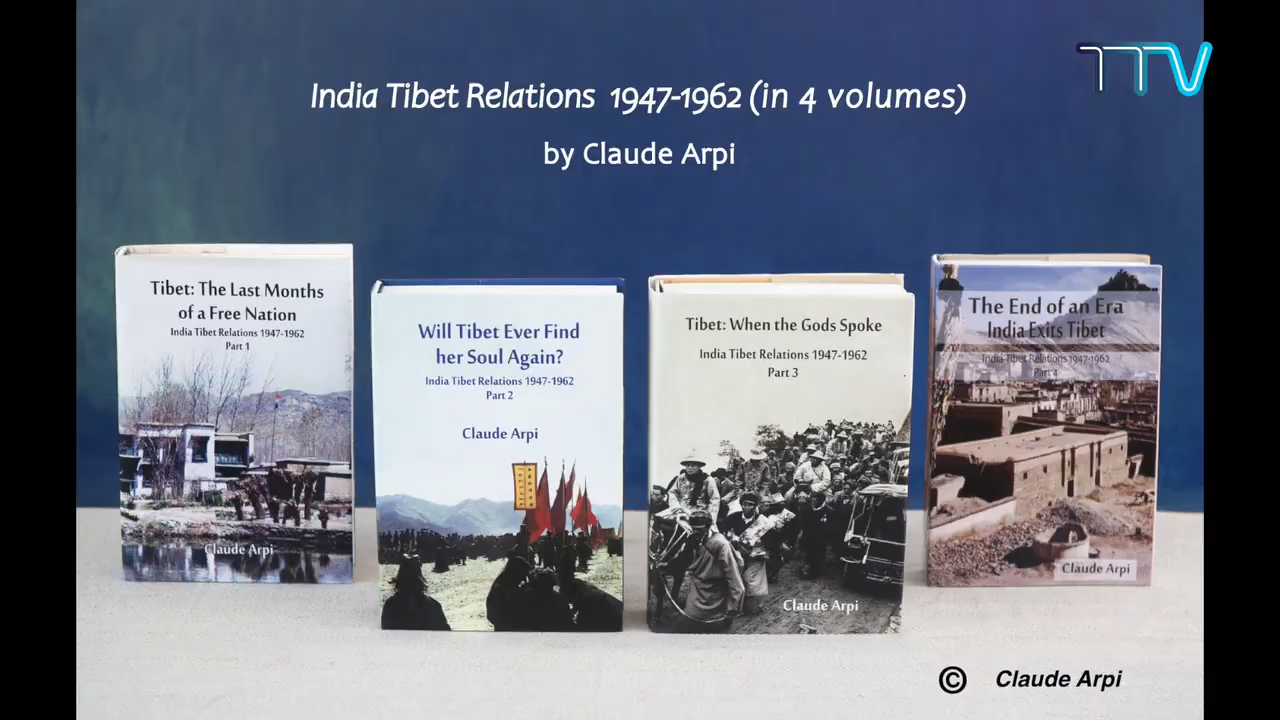 TTV
India Tibet Relations 1947-1962 (in 4 volumes)
by Claude Arpi
Tibet: The Last Months
of a Free Nation
India Tibet Relations 1947-1962
Part 1
Claude Arpi
Will Tibet Ever Find
her Soul Again?
India Tibet Relations 1947-1962
Part 2
Claude Arpi
Tibet: When the Gods Spoke
India Tibet Relations 1947-1962
Part 3
Claude Arpi
The End of an Era
India Exits Tibet
India Tibet Relations 1947-1962
Part 4
Claude Arpi
© Claude Arpi